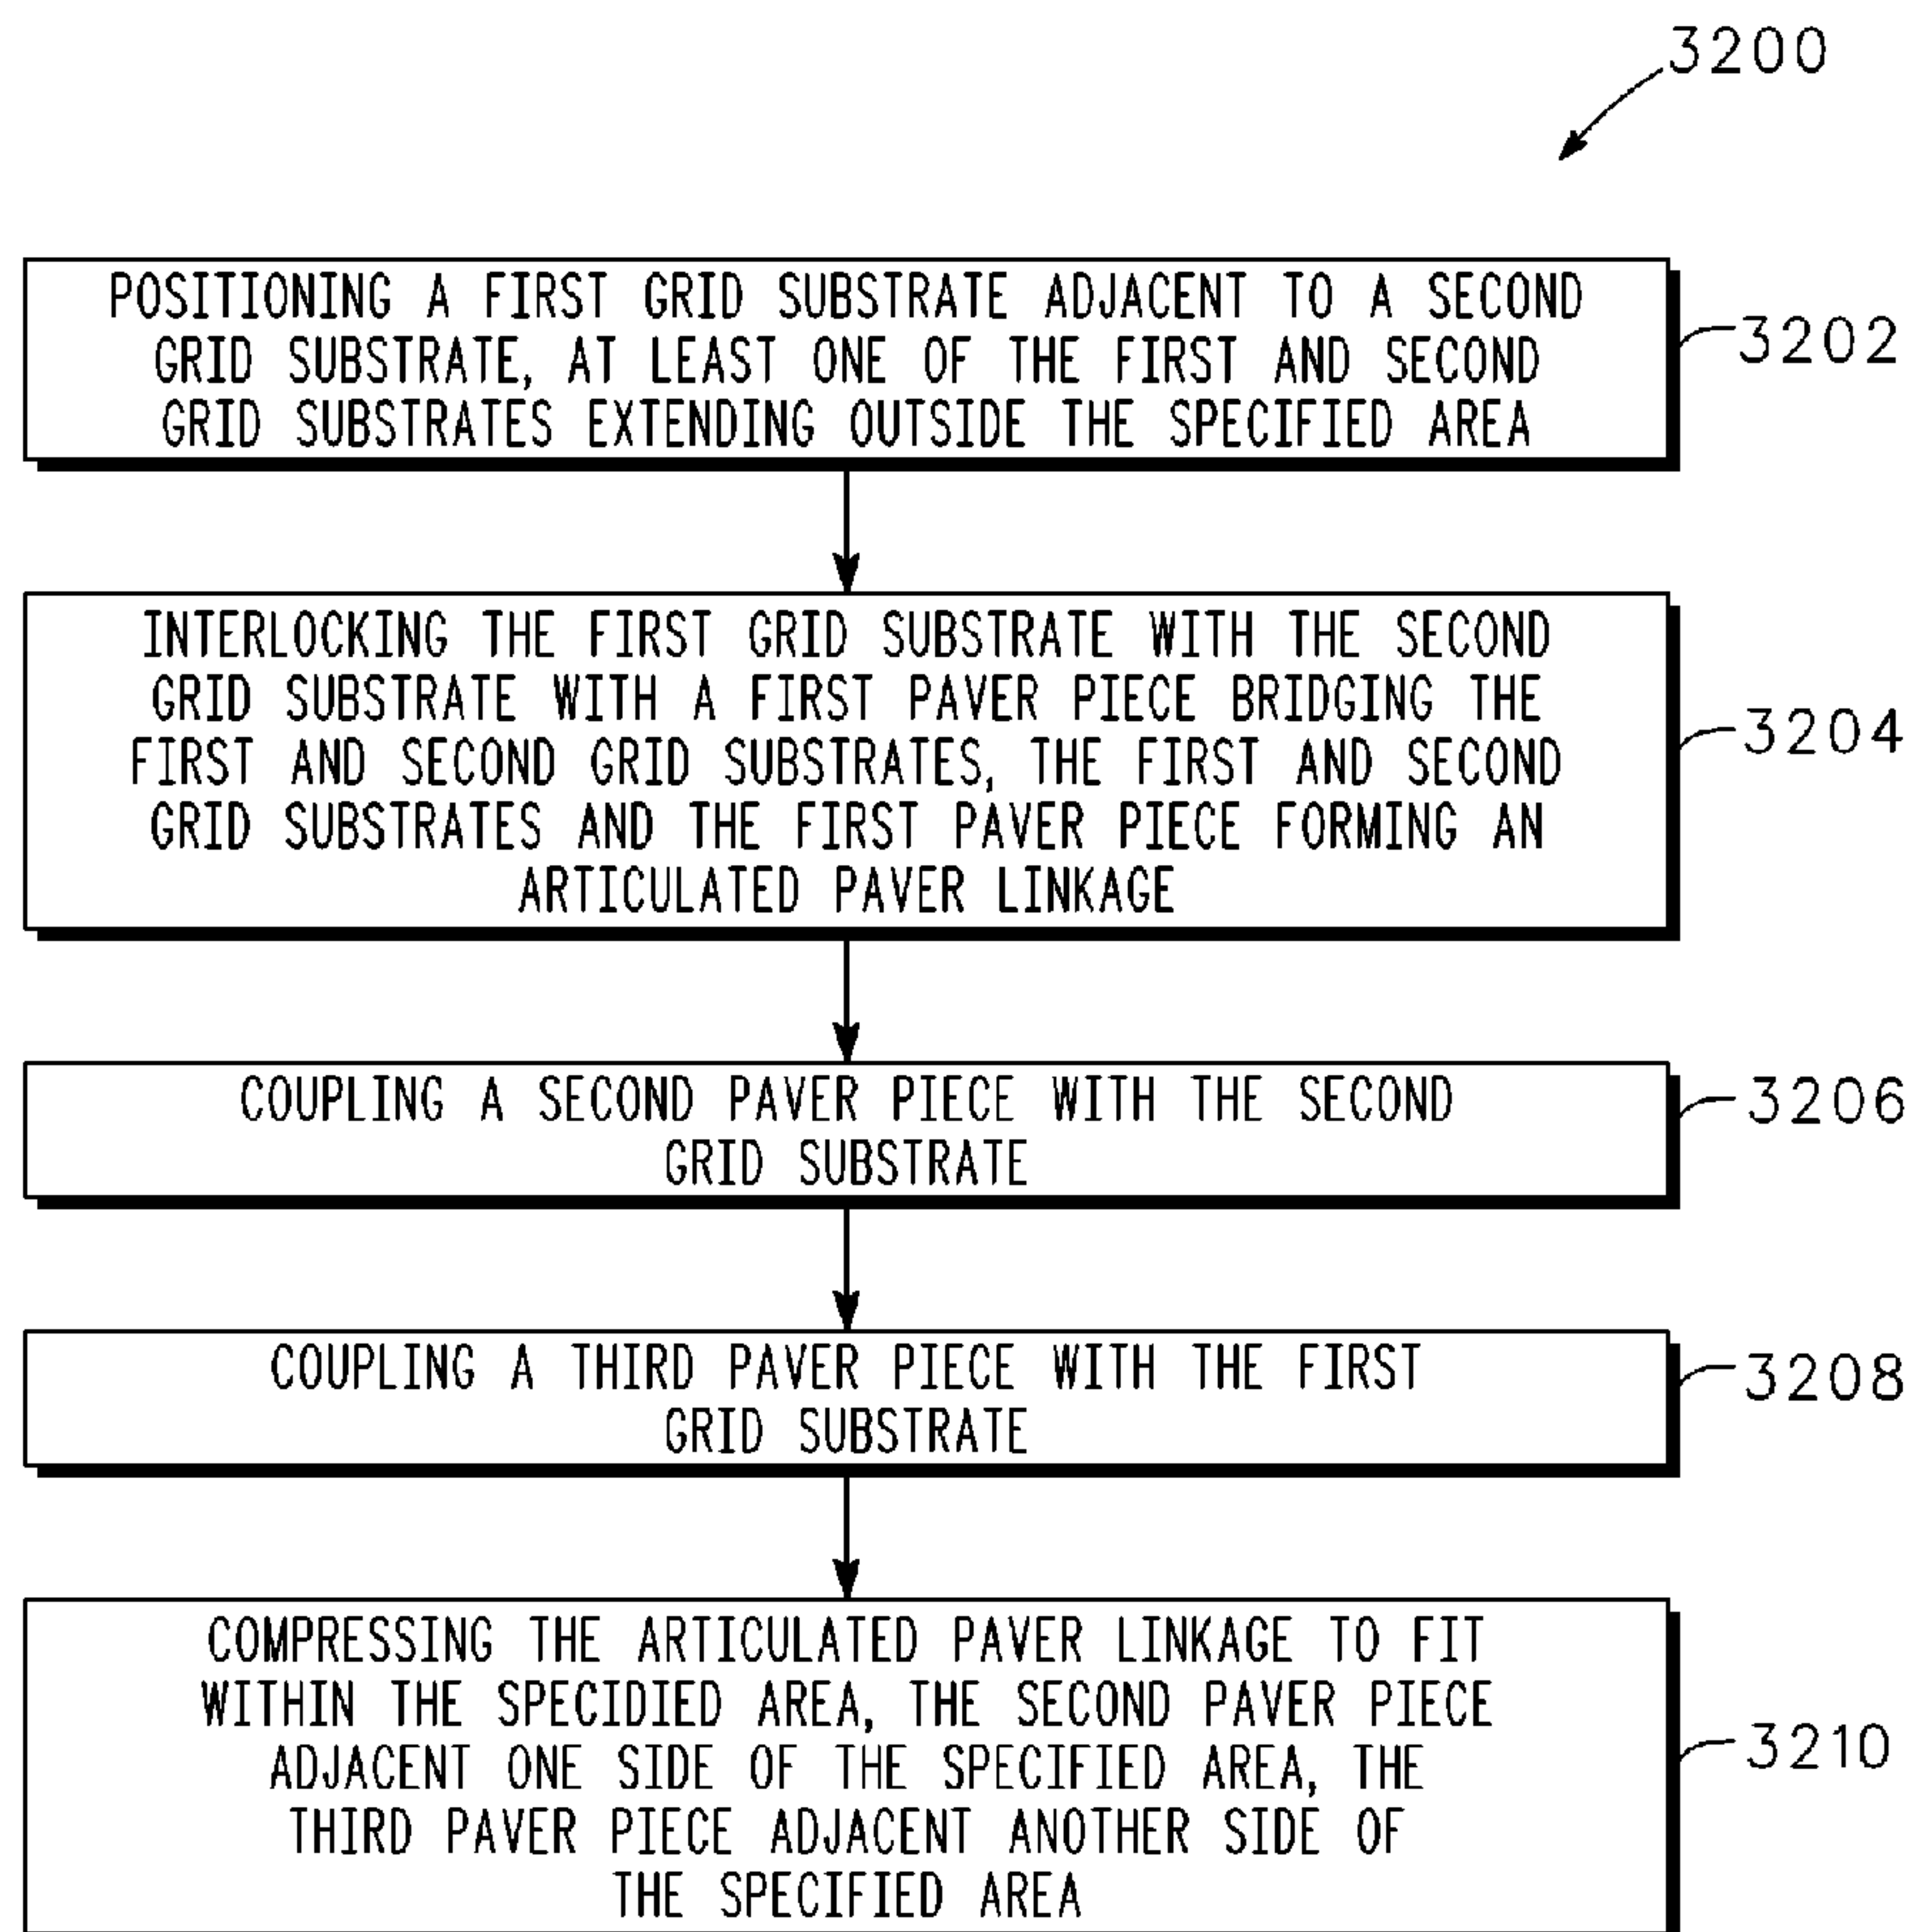 3200
POSITIONING A FIRST GRID SUBSTRATE ADJACENT TO A SECOND
GRID SUBSTRATE, AT LEAST ONE OF THE FIRST AND SECOND
GRID SUBSTRATES EXTENDING OUTSIDE THE SPECIFIED AREA
3202
INTERLOCKING THE FIRST GRID SUBSTRATE WITH THE SECOND
GRID SUBSTRATE WITH A FIRST PAVER PIECE BRIDGING THE
FIRST AND SECOND GRID SUBSTRATES, THE FIRST AND SECOND
GRID SUBSTRATES AND THE FIRST PAVER PIECE FORMING AN
ARTICULATED PAVER LINKAGE
3204
COUPLING A SECOND PAVER PIECE WITH THE SECOND
GRID SUBSTRATE
3206
COUPLING A THIRD PAVER PIECE WITH THE FIRST
GRID SUBSTRATE
3208
COMPRESSING THE ARTICULATED PAVER LINKAGE TO FIT
WITHIN THE SPECIDIED AREA, THE SECOND PAVER PIECE
ADJACENT ONE SIDE OF THE SPECIFIED AREA, THE
THIRD PAVER PIECE ADJACENT ANOTHER SIDE OF
THE SPECIFIED AREA
3210